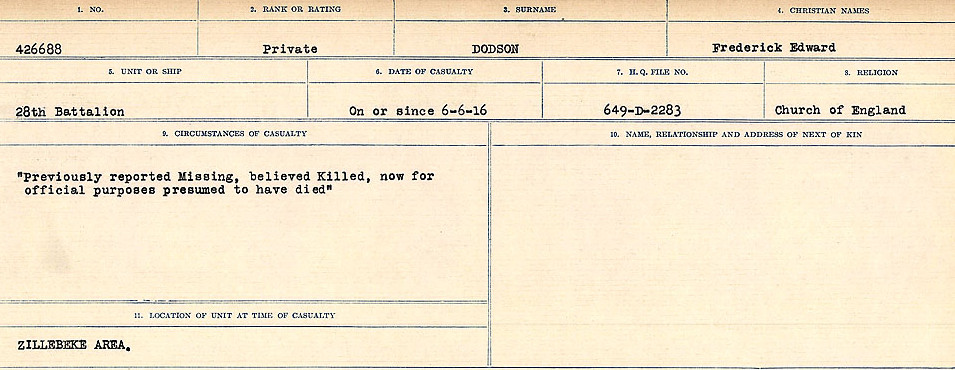 1. NO. 2. RANK OR RATING 3. SURNAME 4. CHRISTIAN NAMES
426688 Private DODSON Frederick Edward
5. UNIT OR SHIP 6. DATE OF CASUALTY 7. H. Q. FILE NO. 8. RELIGION
28th Battalion On or since 6-6-16 649-D-2283 Church of England
9. CIRCUMSTANCES OF CASUALTY 10. NAME, RELATIONSHIP AND ADDRESS OF NEXT OF KIN
"Previously reported Missing, believed Killed, now for
official purposes presumed to have died"
11. LOCATION OF UNIT AT TIME OF CASUALTY
ZILLEBEKE AREA.